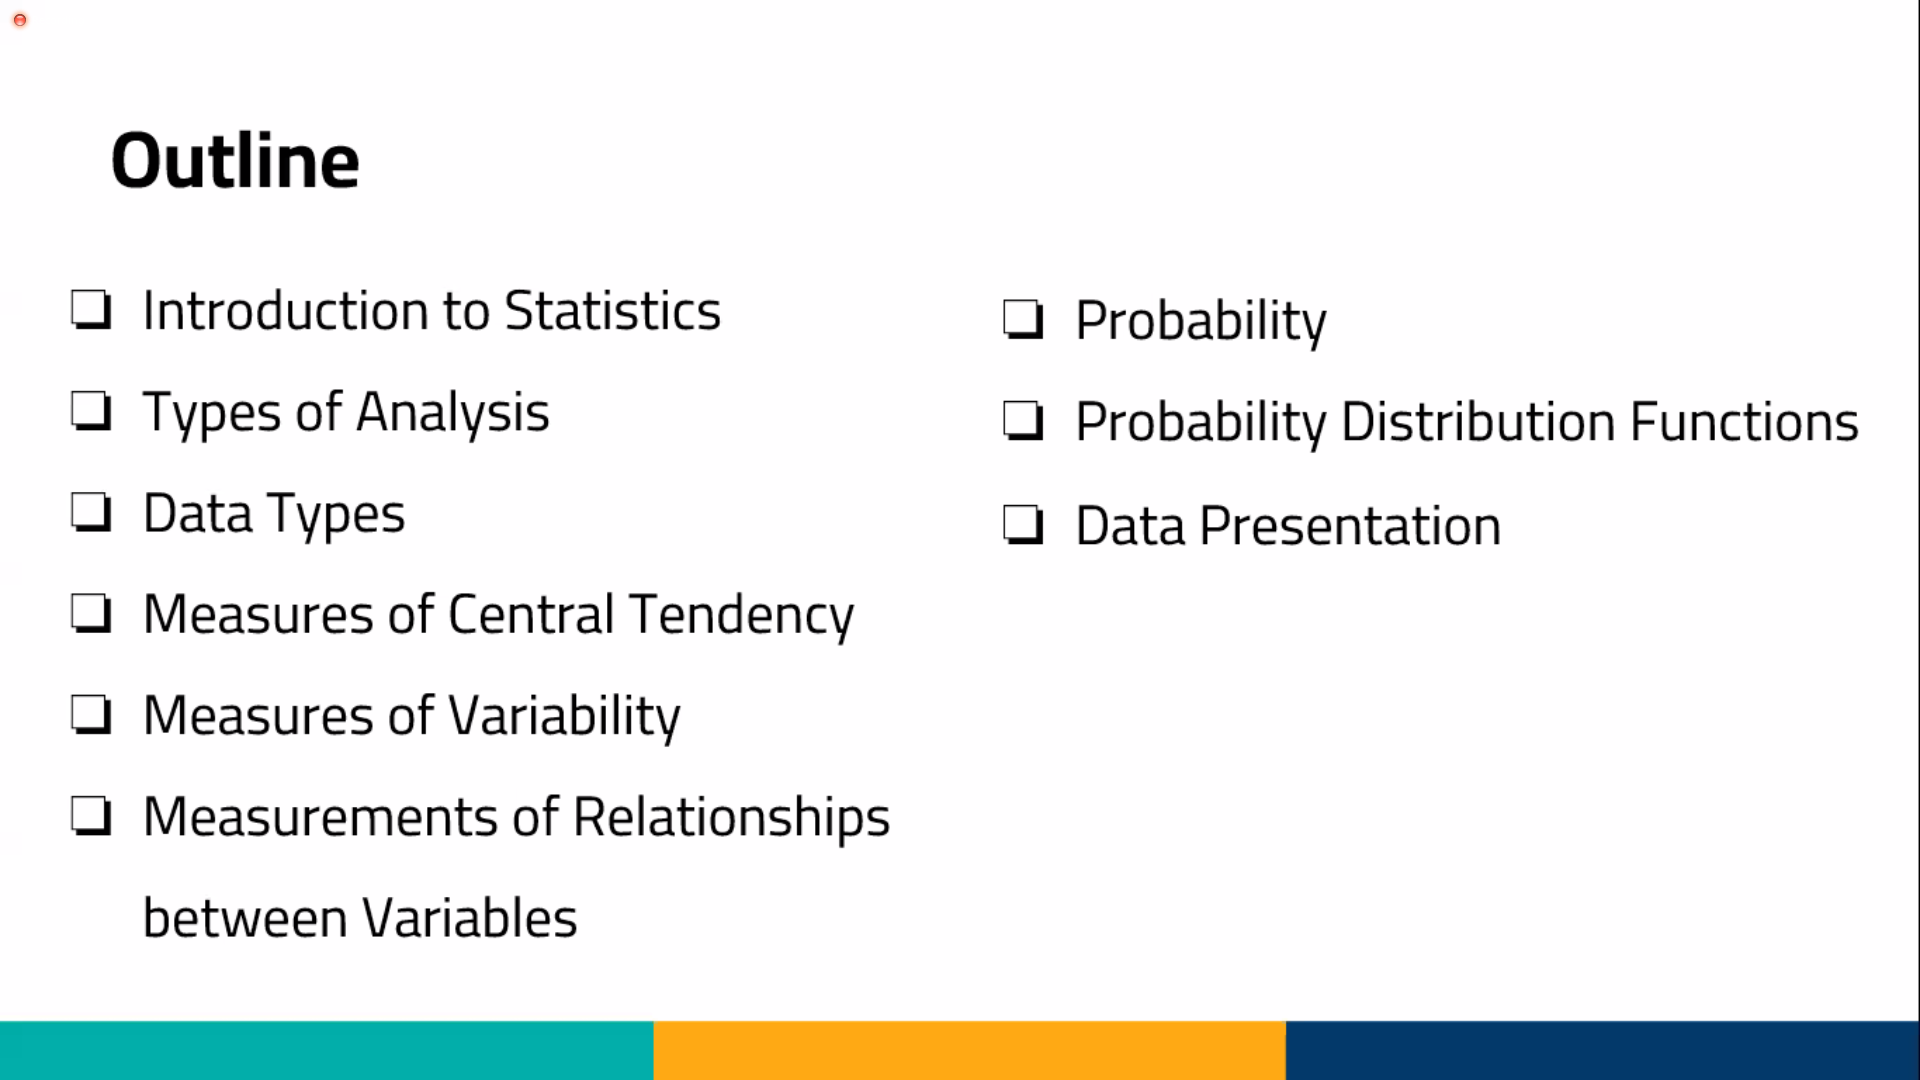 Outline
❏ Introduction to Statistics
❏ Types of Analysis
❏ Data Types
❏ Measures of Central Tendency
❏ Measures of Variability
❏ Measurements of Relationships
between Variables
❏ Probability
❏ Probability Distribution Functions
❏ Data Presentation